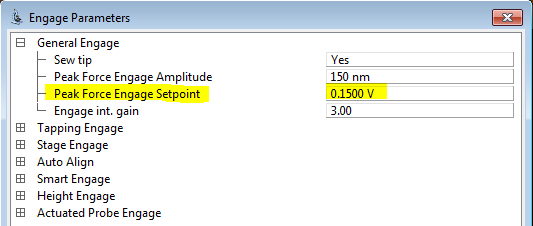 Engage Parameters
General Engage
Sew tip Yes
Peak Force Engage Amplitude 150 nm
Peak Force Engage Setpoint 0.1500 V
Engage int. gain 3.00
Tapping Engage
Stage Engage
Auto Align
Smart Engage
Height Engage
Actuated Probe Engage